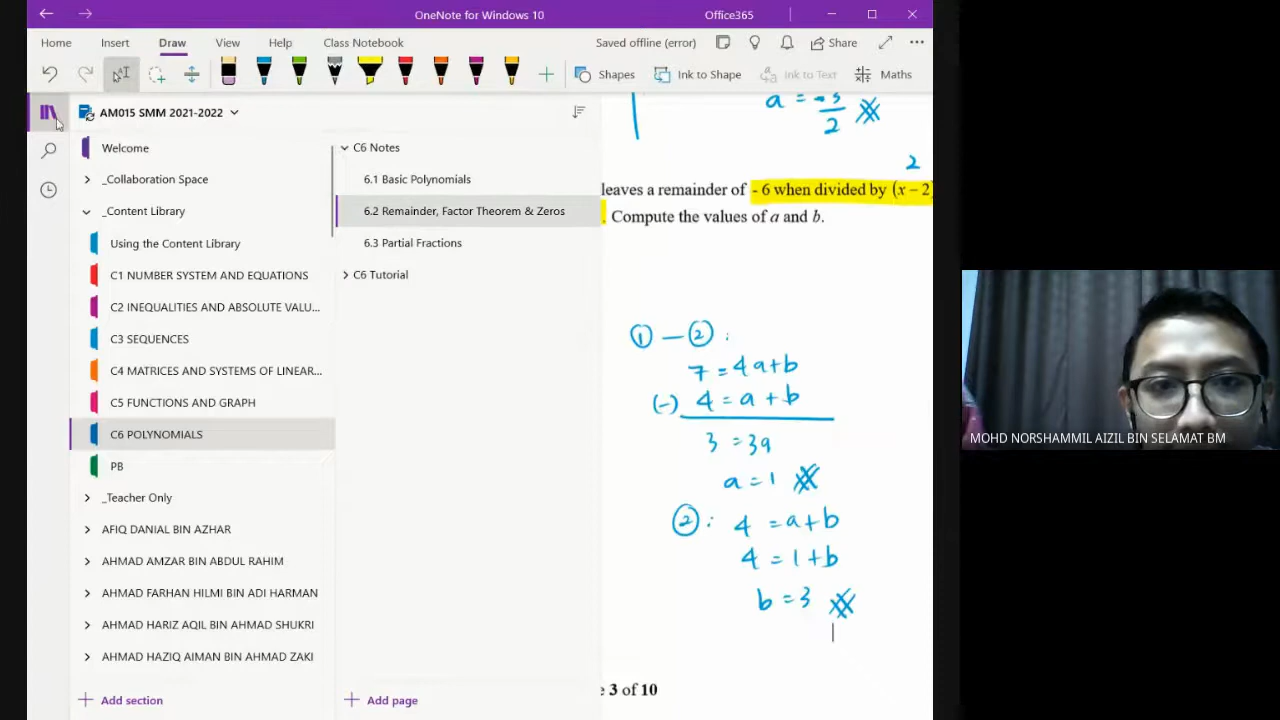 OneNote for Windows 10
Office365
Home Insert Draw View Help Class Notebook
Saved offline (error)
Share
Shapes
Ink to Shape
Ink to Text
Maths
AM015 SMM 2021-2022
Welcome
_Collaboration Space
_Content Library
Using the Content Library
C1 NUMBER SYSTEM AND EQUATIONS
C2 INEQUALITIES AND ABSOLUTE VALU...
C3 SEQUENCES
C4 MATRICES AND SYSTEMS OF LINEAR...
C5 FUNCTIONS AND GRAPH
C6 POLYNOMIALS
PB
_Teacher Only
AFIQ DANIAL BIN AZHAR
AHMAD AMZAR BIN ABDUL RAHIM
AHMAD FARHAN HILMI BIN ADI HARMAN
AHMAD HARIZ AQIL BIN AHMAD SHUKRI
AHMAD HAZIQ AIMAN BIN AHMAD ZAKI
Add section
C6 Notes
6.1 Basic Polynomials
6.2 Remainder, Factor Theorem & Zeros
6.3 Partial Fractions
C6 Tutorial
Add page
2
leaves a remainder of - 6 when divided by (x − 2)
. Compute the values of a and b.
① — ② :
7 = 4a+b
(-) 4 = a + b
3 = 3a
a = 1
② : 4 = a+b
4 = 1+b
b = 3
3 of 10
MOHD NORSHAMMIL AIZIL BIN SELAMAT BM